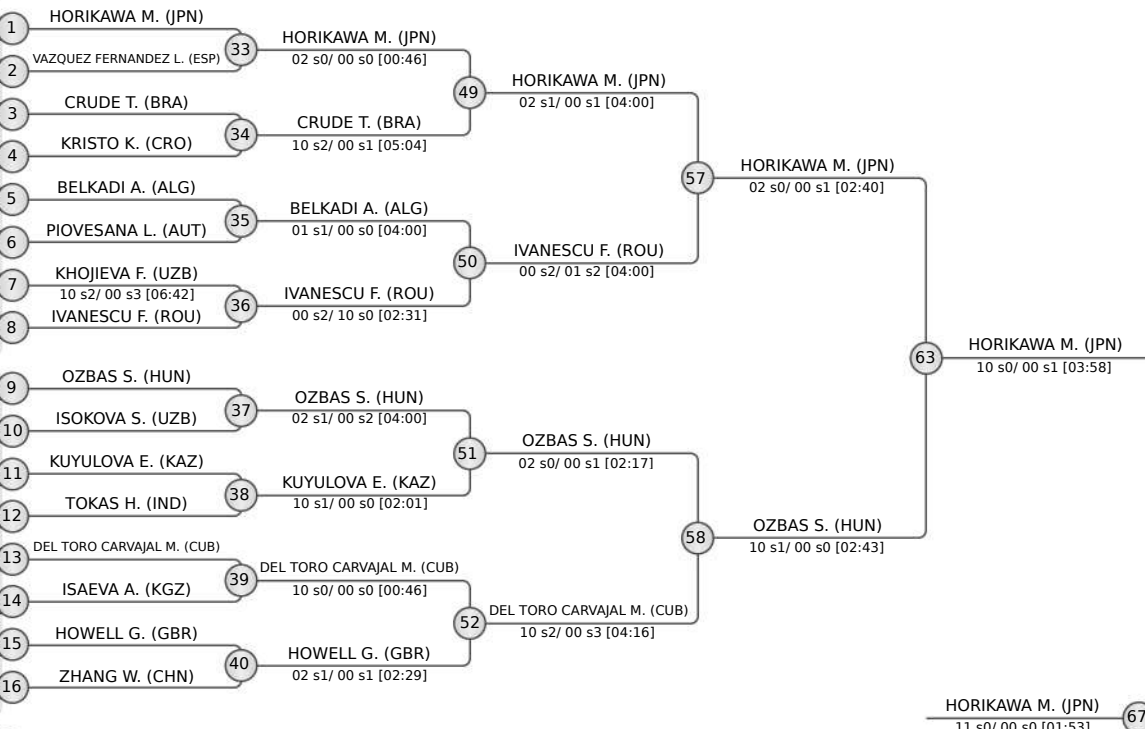 1
HORIKAWA M. (JPN)
2
VAZQUEZ FERNANDEZ L. (ESP)
33
HORIKAWA M. (JPN)
02 s0/ 00 s0 [00:46]
3
CRUDE T. (BRA)
4
KRISTO K. (CRO)
34
CRUDE T. (BRA)
10 s2/ 00 s1 [05:04]
49
HORIKAWA M. (JPN)
02 s1/ 00 s1 [04:00]
5
BELKADI A. (ALG)
6
PIOVESANA L. (AUT)
35
BELKADI A. (ALG)
01 s1/ 00 s0 [04:00]
7
KHOJIEVA F. (UZB)
10 s2/ 00 s3 [06:42]
8
IVANESCU F. (ROU)
36
IVANESCU F. (ROU)
00 s2/ 10 s0 [02:31]
50
IVANESCU F. (ROU)
00 s2/ 01 s2 [04:00]
57
HORIKAWA M. (JPN)
02 s0/ 00 s1 [02:40]
9
OZBAS S. (HUN)
10
ISOKOVA S. (UZB)
37
OZBAS S. (HUN)
02 s1/ 00 s2 [04:00]
11
KUYULOVA E. (KAZ)
12
TOKAS H. (IND)
38
KUYULOVA E. (KAZ)
10 s1/ 00 s0 [02:01]
51
OZBAS S. (HUN)
02 s0/ 00 s1 [02:17]
13
DEL TORO CARVAJAL M. (CUB)
14
ISAEVA A. (KGZ)
39
DEL TORO CARVAJAL M. (CUB)
10 s0/ 00 s0 [00:46]
15
HOWELL G. (GBR)
16
ZHANG W. (CHN)
40
HOWELL G. (GBR)
02 s1/ 00 s1 [02:29]
52
DEL TORO CARVAJAL M. (CUB)
10 s2/ 00 s3 [04:16]
58
OZBAS S. (HUN)
10 s1/ 00 s0 [02:43]
63
HORIKAWA M. (JPN)
10 s0/ 00 s1 [03:58]
HORIKAWA M. (JPN)
11 s0/ 00 s0 [01:53]
67